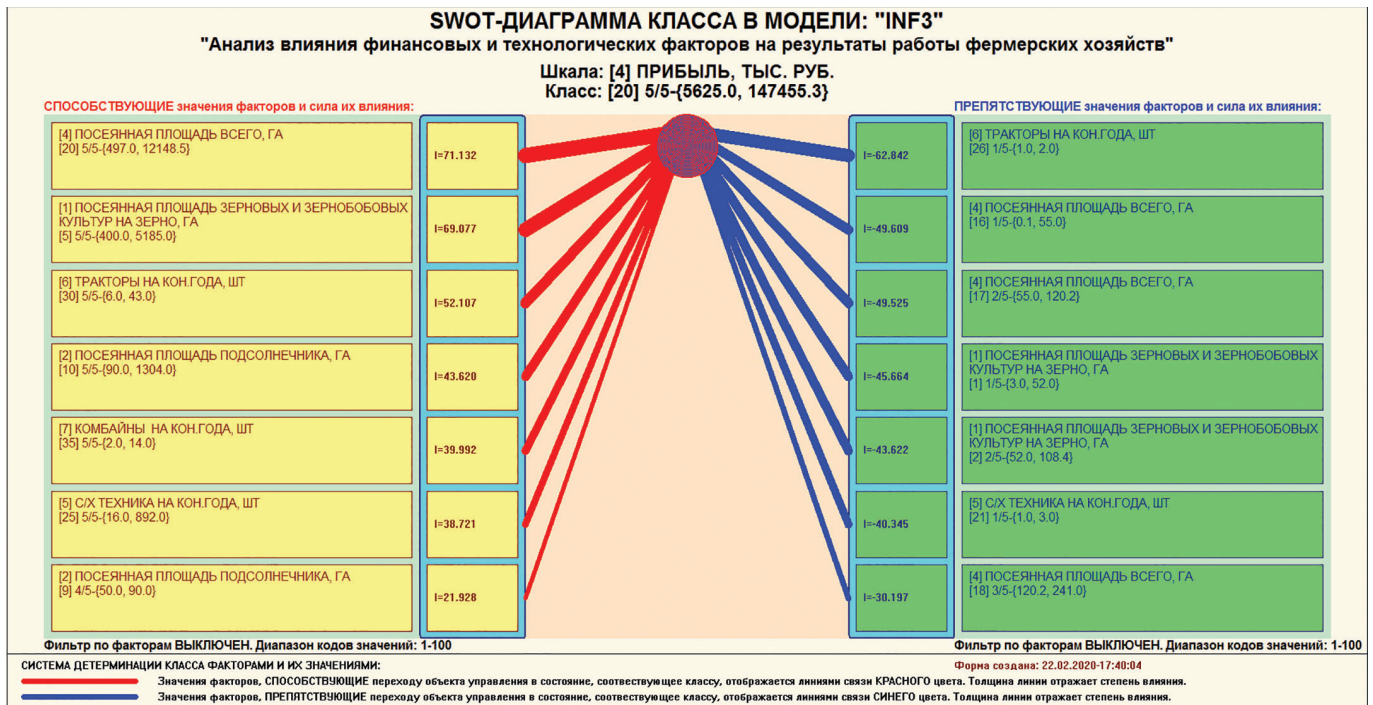 SWOT-ДИАГРАММА КЛАССА В МОДЕЛИ: "INF3"
"Анализ влияния финансовых и технологических факторов на результаты работы фермерских хозяйств"
Шкала: [4] ПРИБЫЛЬ, ТЫС. РУБ.
Класс: [20] 5/5-{5625.0, 147455.3}
СПОСОБСТВУЮЩИЕ значения факторов и сила их влияния:
[4] ПОСЕЯННАЯ ПЛОЩАДЬ ВСЕГО, ГА
[20] 5/5-{497.0, 12148.5}
I=71.132
[1] ПОСЕЯННАЯ ПЛОЩАДЬ ЗЕРНОВЫХ И ЗЕРНОБОБОВЫХ
КУЛЬТУР НА ЗЕРНО, ГА
[5] 5/5-{400.0, 5185.0}
I=69.077
[6] ТРАКТОРЫ НА КОН.ГОДА, ШТ
[30] 5/5-{6.0, 43.0}
I=52.107
[2] ПОСЕЯННАЯ ПЛОЩАДЬ ПОДСОЛНЕЧНИКА, ГА
[10] 5/5-{90.0, 1304.0}
I=43.620
[7] КОМБАЙНЫ НА КОН.ГОДА, ШТ
[35] 5/5-{2.0, 14.0}
I=39.992
[5] С/Х ТЕХНИКА НА КОН.ГОДА, ШТ
[25] 5/5-{16.0, 892.0}
I=38.721
[2] ПОСЕЯННАЯ ПЛОЩАДЬ ПОДСОЛНЕЧНИКА, ГА
[9] 4/5-{50.0, 90.0}
I=21.928
Фильтр по факторам ВЫКЛЮЧЕН. Диапазон кодов значений: 1-100
ПРЕПЯТСТВУЮЩИЕ значения факторов и сила их влияния:
I=-62.842
[6] ТРАКТОРЫ НА КОН.ГОДА, ШТ
[26] 1/5-{1.0, 2.0}
I=-49.609
[4] ПОСЕЯННАЯ ПЛОЩАДЬ ВСЕГО, ГА
[16] 1/5-{0.1, 55.0}
I=-49.525
[4] ПОСЕЯННАЯ ПЛОЩАДЬ ВСЕГО, ГА
[17] 2/5-{55.0, 120.2}
I=-45.664
[1] ПОСЕЯННАЯ ПЛОЩАДЬ ЗЕРНОВЫХ И ЗЕРНОБОБОВЫХ
КУЛЬТУР НА ЗЕРНО, ГА
[1] 1/5-{3.0, 52.0}
I=-43.622
[1] ПОСЕЯННАЯ ПЛОЩАДЬ ЗЕРНОВЫХ И ЗЕРНОБОБОВЫХ
КУЛЬТУР НА ЗЕРНО, ГА
[2] 2/5-{52.0, 108.4}
I=-40.345
[5] С/Х ТЕХНИКА НА КОН.ГОДА, ШТ
[21] 1/5-{1.0, 3.0}
I=-30.197
[4] ПОСЕЯННАЯ ПЛОЩАДЬ ВСЕГО, ГА
[18] 3/5-{120.2, 241.0}
Фильтр по факторам ВЫКЛЮЧЕН. Диапазон кодов значений: 1-100
СИСТЕМА ДЕТЕРМИНАЦИИ КЛАССА ФАКТОРАМИ И ИХ ЗНАЧЕНИЯМИ:
Форма создана: 22.02.2020-17:40:04
Значения факторов, СПОСОБСТВУЮЩИЕ переходу объекта управления в состояние, соотвествующее классу, отображается линиями связи КРАСНОГО цвета. Толщина линии отражает степень влияния.
Значения факторов, ПРЕПЯТСТВУЮЩИЕ переходу объекта управления в состояние, соотвествующее классу, отображается линиями связи СИНЕГО цвета. Толщина линии отражает степень влияния.